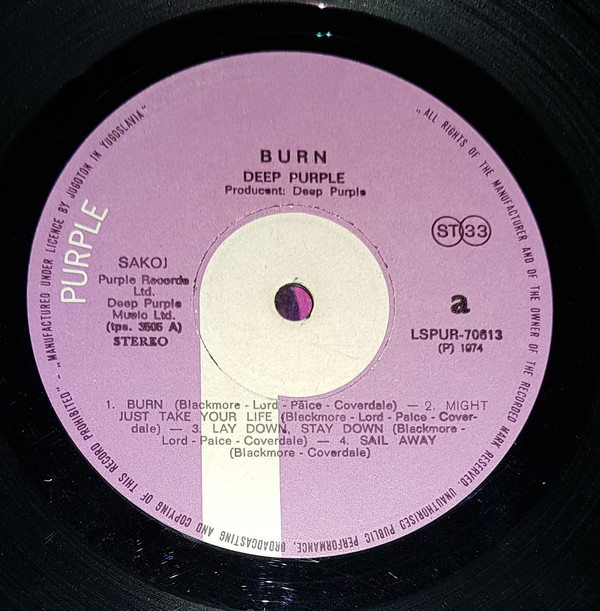 BURN
DEEP PURPLE
Producent: Deep Purple
PURPLE
SAKOJ
Purple Records
Ltd.
Deep Purple
Music Ltd.
(tps. 3505 A)
STEREO
ST 33
a
LSPUR-70613
(P) 1974
1. BURN (Blackmore - Lord - Paice - Coverdale) — 2. MIGHT
JUST TAKE YOUR LIFE (Blackmore - Lord - Paice - Cover-
dale) — 3. LAY DOWN, STAY DOWN (Blackmore -
Lord - Paice - Coverdale) — 4. SAIL AWAY
(Blackmore - Coverdale)
"ALL RIGHTS OF THE MANUFACTURER AND OF THE OWNER OF THE RECORDED MARK RESERVED. UNAUTHORISED PUBLIC PERFORMANCE, BROADCASTING AND COPYING OF THIS RECORD PROHIBITED" - "MANUFACTURED UNDER LICENCE BY JUGOTON IN YUGOSLAVIA"